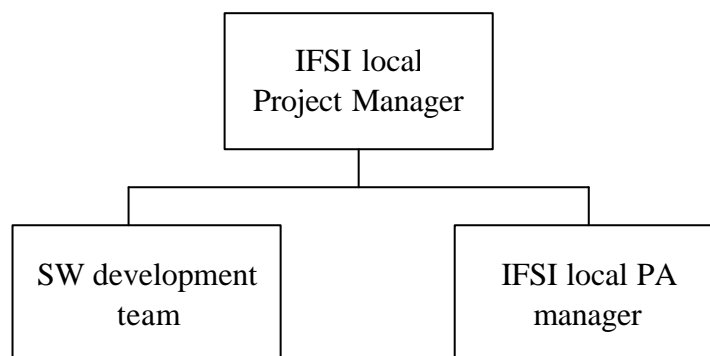 IFSI local
Project Manager
SW development
team
IFSI local PA
manager